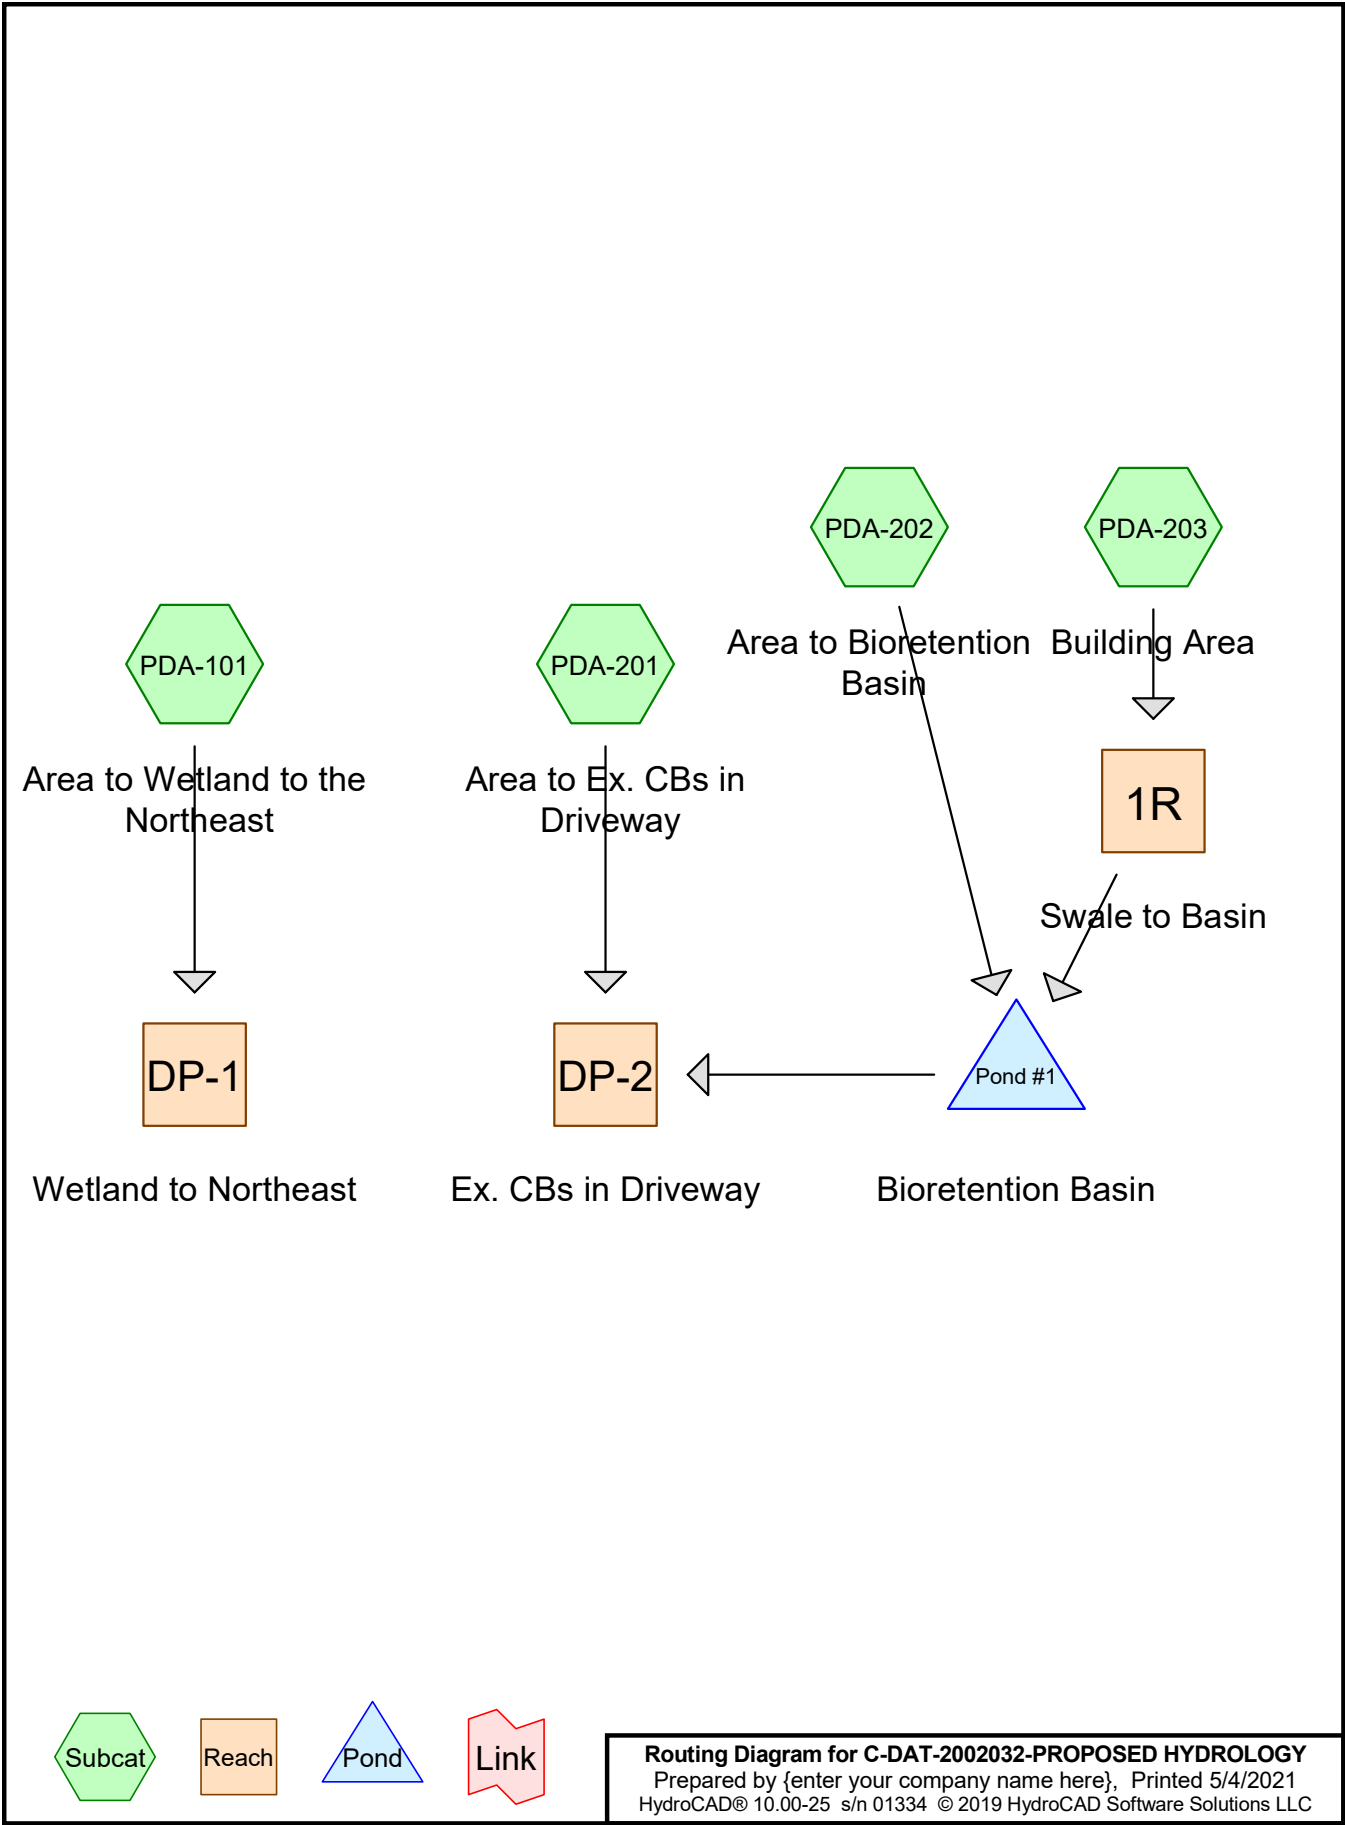 PDA-202
PDA-203
Area to Bioretention
Basin
Building Area
PDA-101
PDA-201
Area to Wetland to the
Northeast
Area to Ex. CBs in
Driveway
1R
Swale to Basin
DP-1
DP-2
Pond #1
Wetland to Northeast
Ex. CBs in Driveway
Bioretention Basin
Subcat
Reach
Pond
Link
Routing Diagram for C-DAT-2002032-PROPOSED HYDROLOGY
Prepared by {enter your company name here}, Printed 5/4/2021
HydroCAD® 10.00-25 s/n 01334 © 2019 HydroCAD Software Solutions LLC